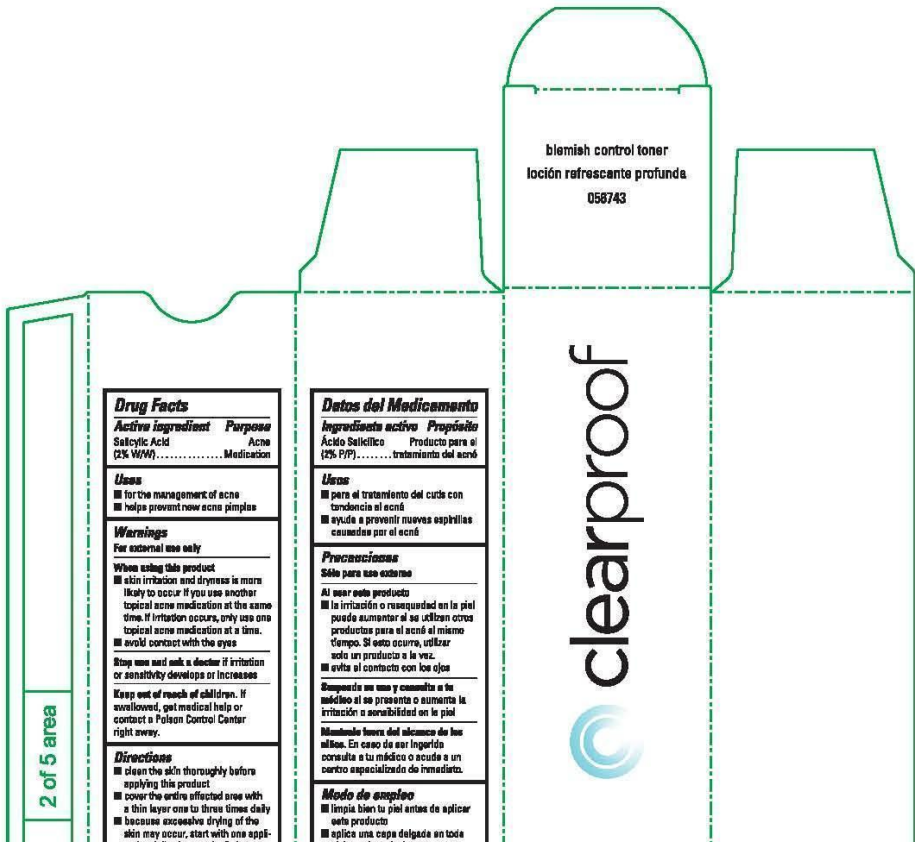 blemish control toner
loción refrescante profunda
058743
Drug Facts
Active ingredient Purpose
Salicylic Acid Acne
(2% W/W)...............Medication
Uses
■ for the management of acne
■ helps prevent new acne pimples
Warnings
For external use only
When using this product
■ skin irritation and dryness is more
likely to occur if you use another
topical acne medication at the same
time. If irritation occurs, only use one
topical acne medication at a time.
■ avoid contact with the eyes
Stop use and ask a doctor if irritation
or sensitivity develops or increases
Keep out of reach of children. If
swallowed, get medical help or
contact a Poison Control Center
right away.
Directions
■ clean the skin thoroughly before
applying this product
■ cover the entire affected area with
a thin layer one to three times daily
■ because excessive drying of the
skin may occur, start with one appli-
Datos del Medicamento
Ingrediente activo Propósito
Ácido Salicílico Producto para el
(2% P/P)........tratamiento del acné
Usos
■ para el tratamiento del cutis con
tendencia al acné
■ ayuda a prevenir nuevas espinillas
causadas por el acné
Precauciones
Sólo para uso externo
Al usar este producto
■ la irritación o resequedad en la piel
puede aumentar si se utilizan otros
productos para el acné al mismo
tiempo. Si esto ocurre, utilizar
solo un producto a la vez.
■ evita el contacto con los ojos
Suspende su uso y consulta a tu
médico si se presenta o aumenta la
irritación o sensibilidad en la piel
Mantenlo fuera del alcance de los
niños. En caso de ser ingerido
consulta a tu médico o acude a un
centro especializado de inmediato.
Modo de empleo
■ limpia bien tu piel antes de aplicar
este producto
■ aplica una capa delgada en toda
clearproof
2 of 5 area